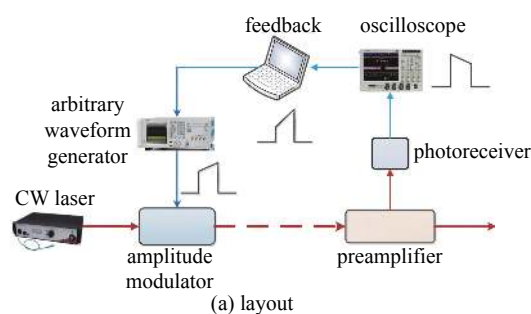 feedback
oscilloscope
arbitrary
waveform
generator
photoreceiver
CW laser
amplitude
modulator
preamplifier
(a) layout